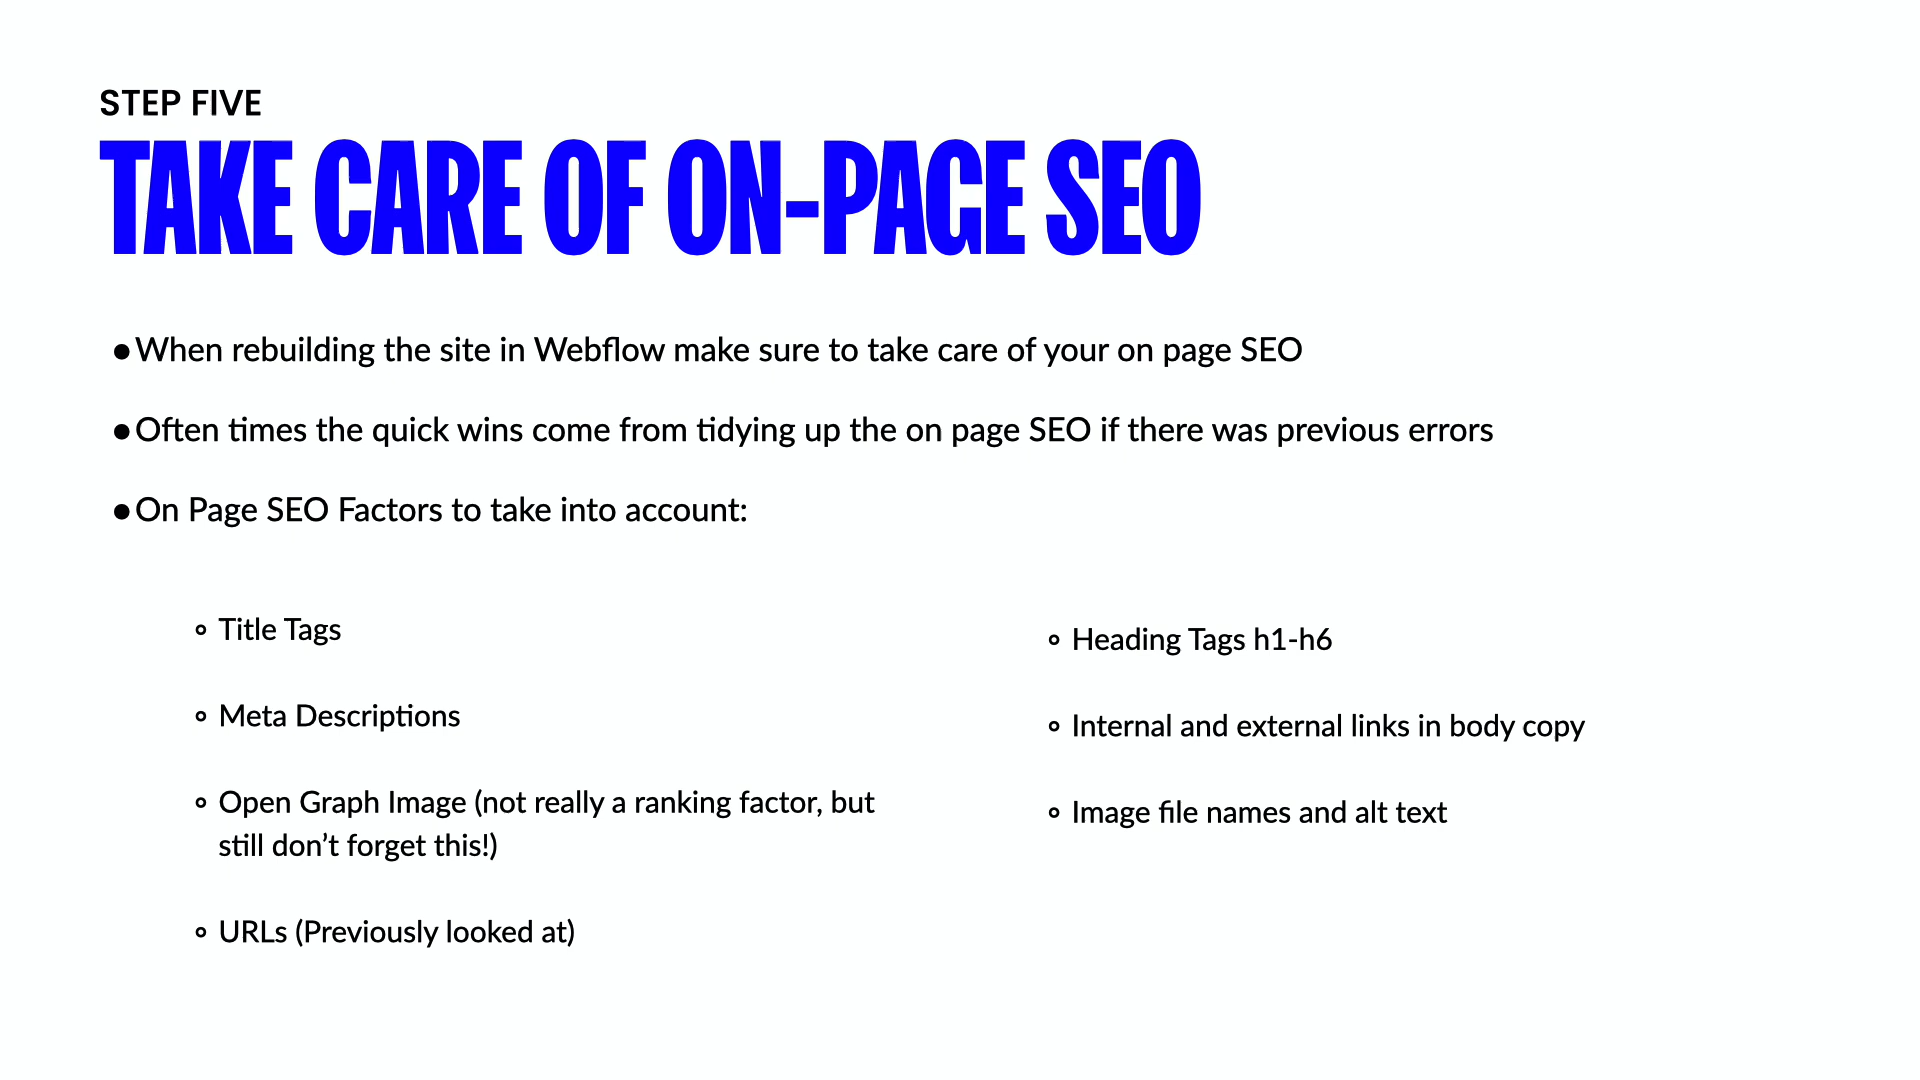 STEP FIVE
TAKE CARE OF ON-PAGE SEO
●When rebuilding the site in Webflow make sure to take care of your on page SEO
●Often times the quick wins come from tidying up the on page SEO if there was previous errors
●On Page SEO Factors to take into account:
⚬ Title Tags
⚬ Meta Descriptions
⚬ Open Graph Image (not really a ranking factor, but
still don’t forget this!)
⚬ URLs (Previously looked at)
⚬ Heading Tags h1-h6
⚬ Internal and external links in body copy
⚬ Image file names and alt text